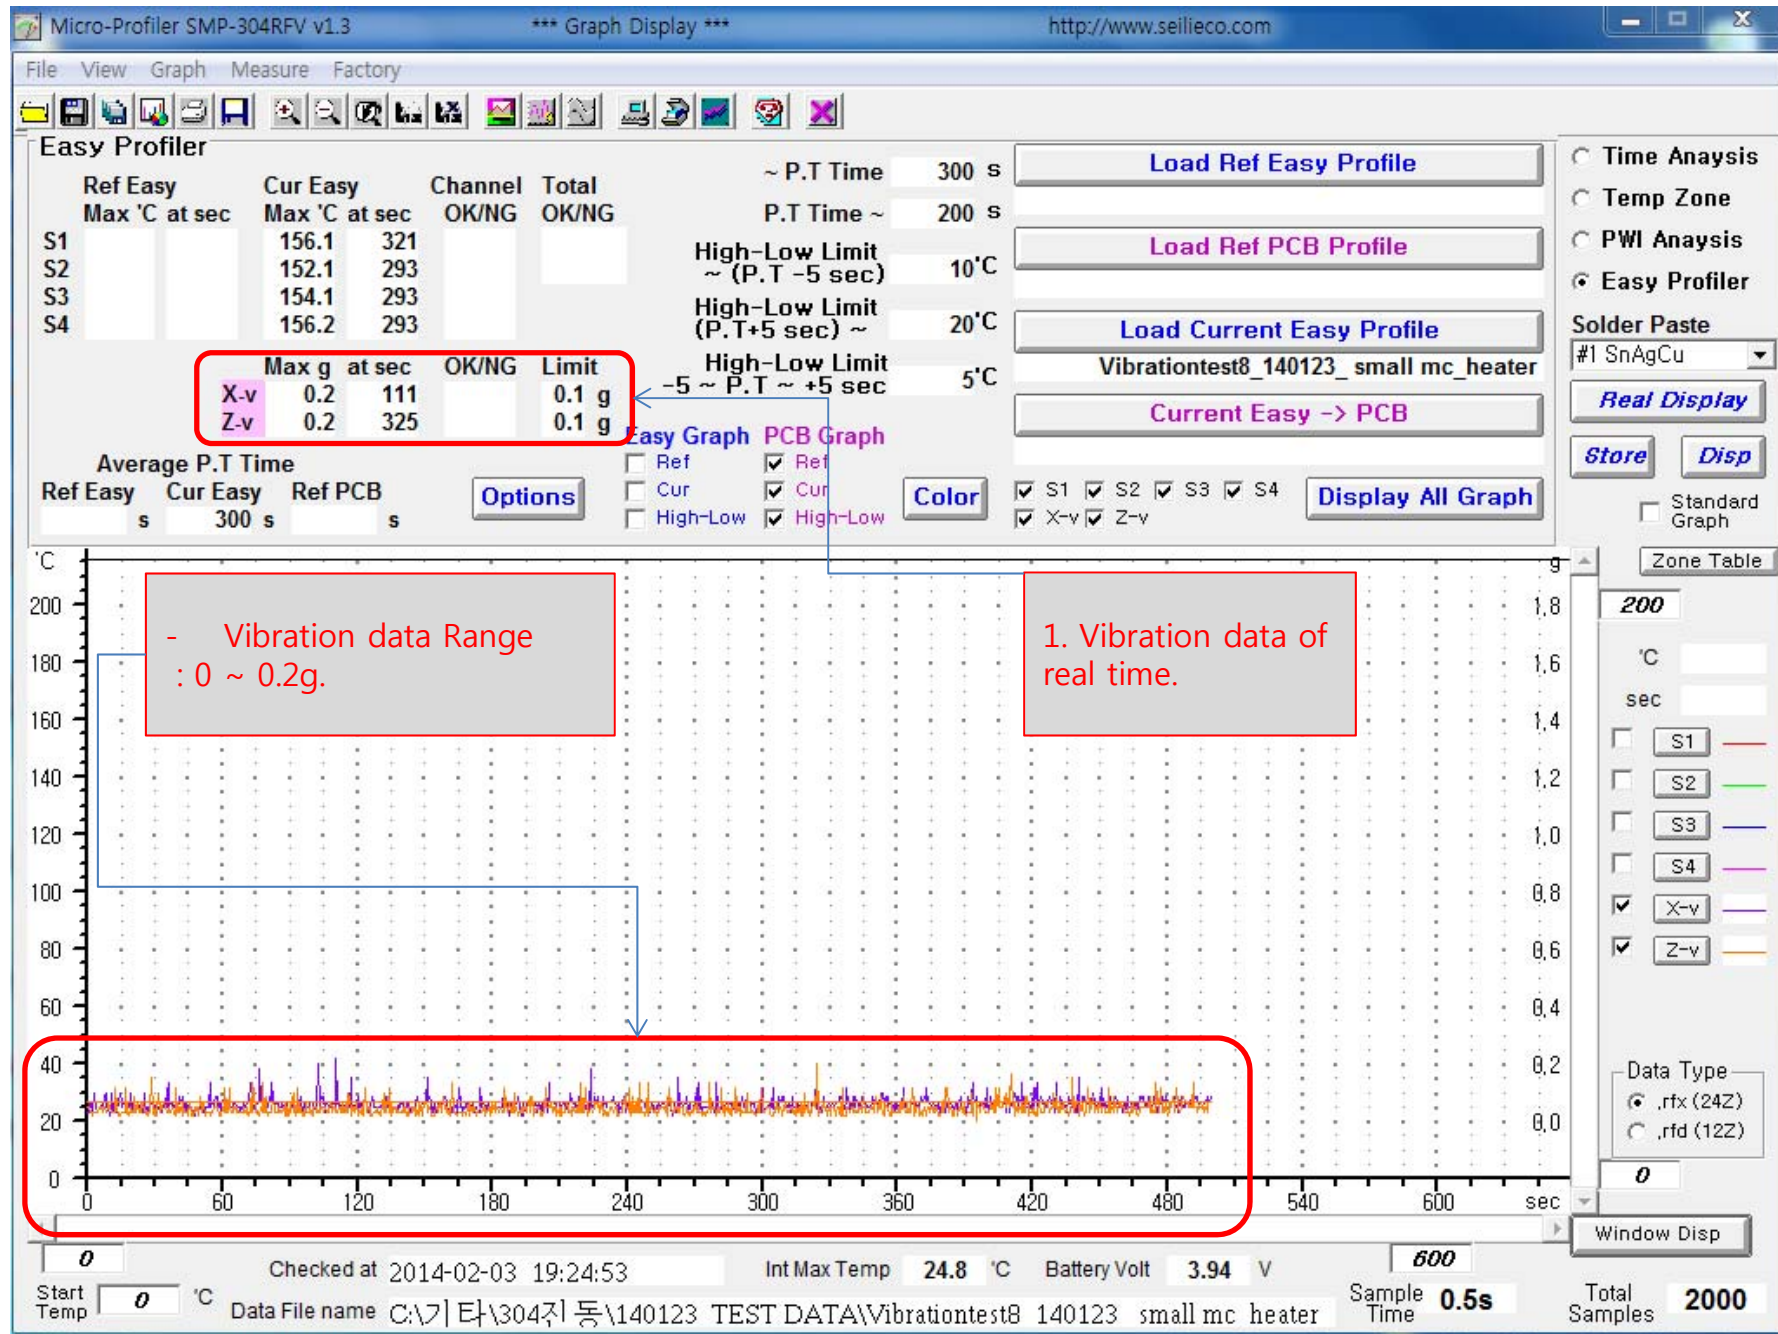 Micro-Profiler SMP-304RFV v1.3 *** Graph Display *** http://www.seilieco.com
File View Graph Measure Factory
Easy Profiler
Ref Easy Cur Easy Channel Total
Max 'C at sec Max 'C at sec OK/NG OK/NG
S1 156.1 321
S2 152.1 293
S3 154.1 293
S4 156.2 293
Max g at sec OK/NG Limit
X-v 0.2 111 0.1 g
Z-v 0.2 325 0.1 g
Average P.T Time
Ref Easy Cur Easy Ref PCB
s 300 s s
Options
~ P.T Time 300 s
P.T Time ~ 200 s
High-Low Limit
~ (P.T -5 sec) 10'C
High-Low Limit
(P.T+5 sec) ~ 20'C
High-Low Limit
-5 ~ P.T ~ +5 sec 5'C
Easy Graph PCB Graph
Ref Ref
Cur Cur
High-Low High-Low
Color
Load Ref Easy Profile
Load Ref PCB Profile
Load Current Easy Profile
Vibrationtest8_140123_ small mc_heater
Current Easy -> PCB
S1 S2 S3 S4
X-v Z-v
Display All Graph
Time Anaysis
Temp Zone
PWI Anaysis
Easy Profiler
Solder Paste
#1 SnAgCu
Real Display
Store Disp
Standard
Graph
Zone Table
'C g
200 1.8
180 1.6
160 1.4
140 1.2
120 1.0
100 0.8
80 0.6
60 0.4
40 0.2
20 0.0
0
0 60 120 180 240 300 360 420 480 540 600 sec
- Vibration data Range
: 0 ~ 0.2g.
1. Vibration data of
real time.
200
'C
sec
S1
S2
S3
S4
X-v
Z-v
Data Type
.rfx (24Z)
.rfd (12Z)
0
Window Disp
0 600
Checked at 2014-02-03 19:24:53 Int Max Temp 24.8 'C Battery Volt 3.94 V
Start
Temp 0 'C
Data File name C:\기타\304진동\140123 TEST DATA\Vibrationtest8 140123 small mc heater
Sample
Time 0.5s
Total
Samples 2000